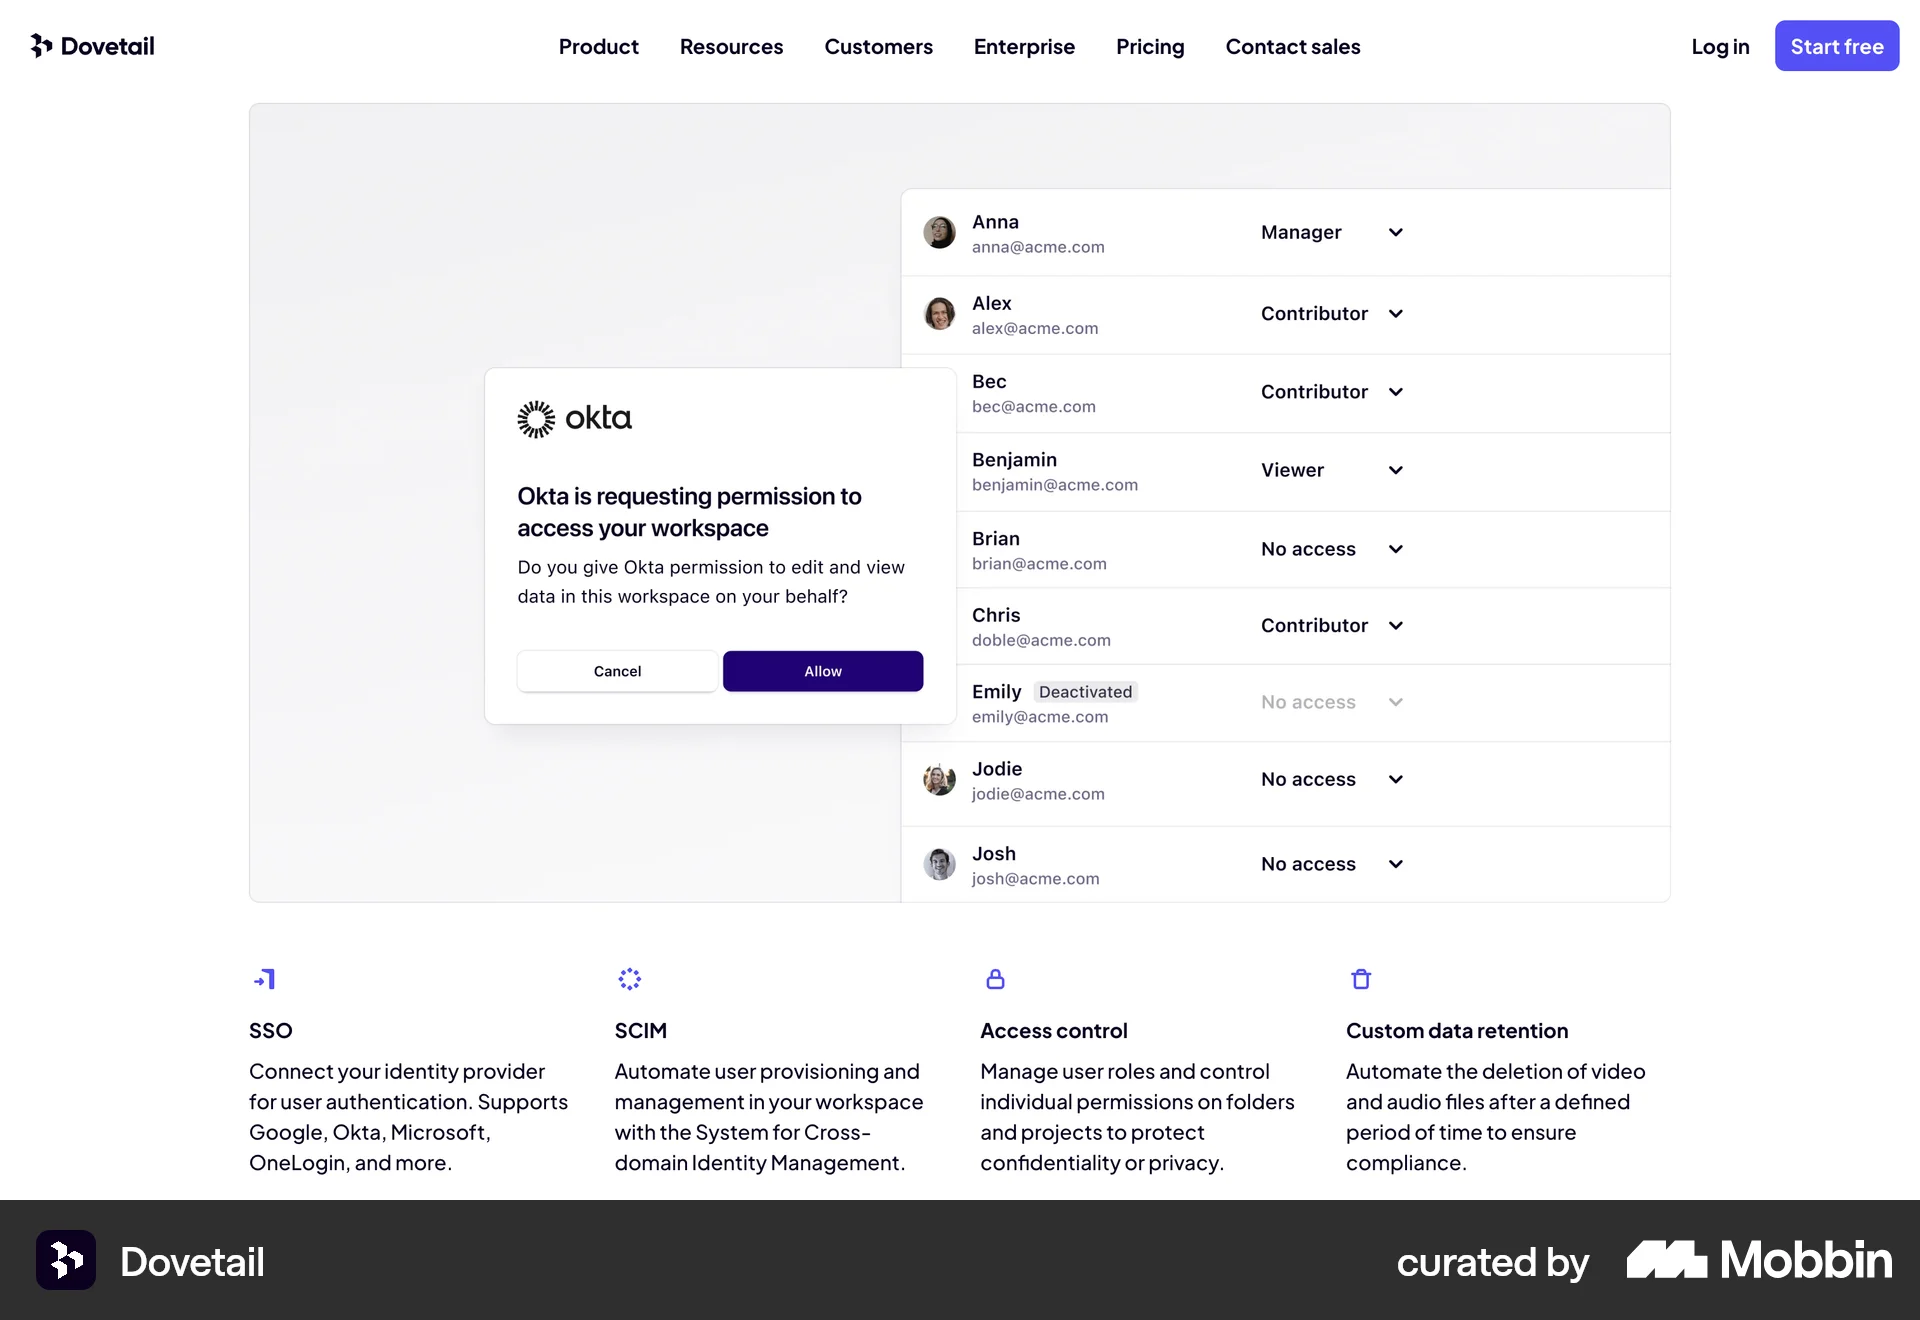 Dovetail
Product
Resources
Customers
Enterprise
Pricing
Contact sales
Log in
Start free
Anna
anna@acme.com
Manager
Alex
alex@acme.com
Contributor
Bec
bec@acme.com
Contributor
Benjamin
benjamin@acme.com
Viewer
Brian
brian@acme.com
No access
Chris
doble@acme.com
Contributor
Emily Deactivated
emily@acme.com
No access
Jodie
jodie@acme.com
No access
Josh
josh@acme.com
No access
okta
Okta is requesting permission to
access your workspace
Do you give Okta permission to edit and view
data in this workspace on your behalf?
Cancel
Allow
SSO
Connect your identity provider
for user authentication. Supports
Google, Okta, Microsoft,
OneLogin, and more.
SCIM
Automate user provisioning and
management in your workspace
with the System for Cross-
domain Identity Management.
Access control
Manage user roles and control
individual permissions on folders
and projects to protect
confidentiality or privacy.
Custom data retention
Automate the deletion of video
and audio files after a defined
period of time to ensure
compliance.
Dovetail
curated by
Mobbin